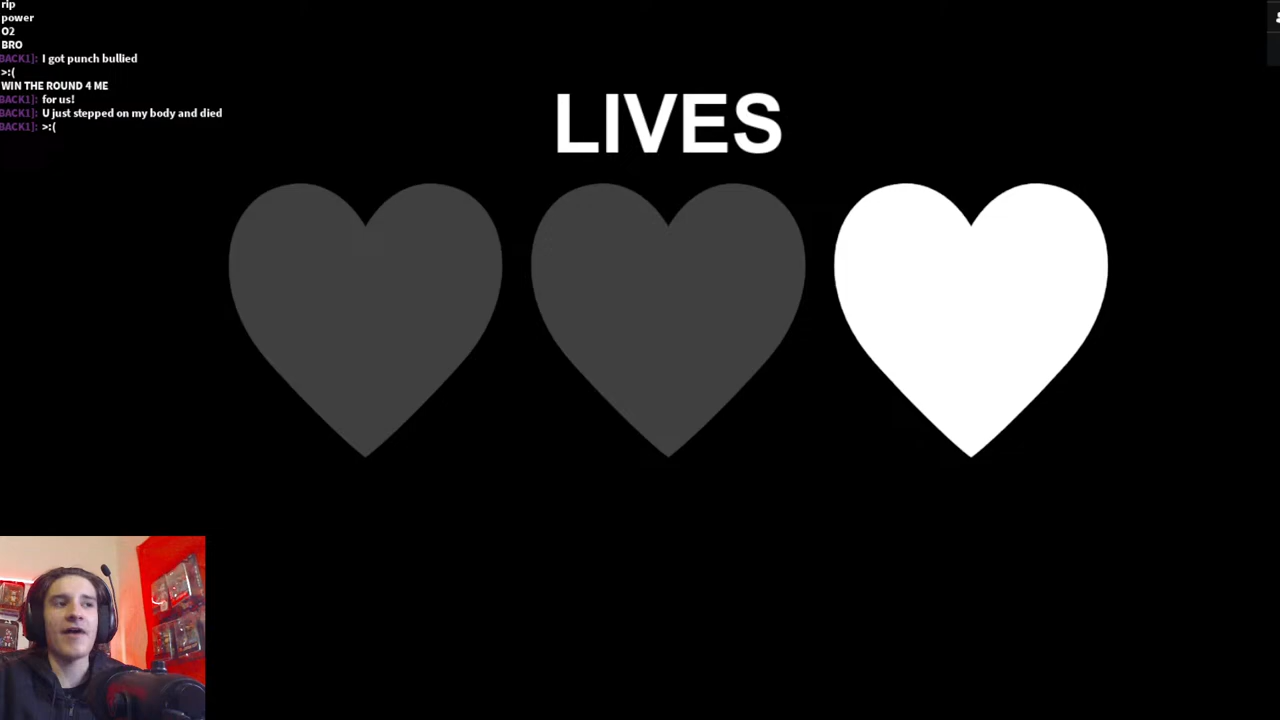 rip
power
O2
BRO
BACK1]: I got punch bullied
>:(
WIN THE ROUND 4 ME
BACK1]: for us!
BACK1]: U just stepped on my body and died
BACK1]: >:(
LIVES